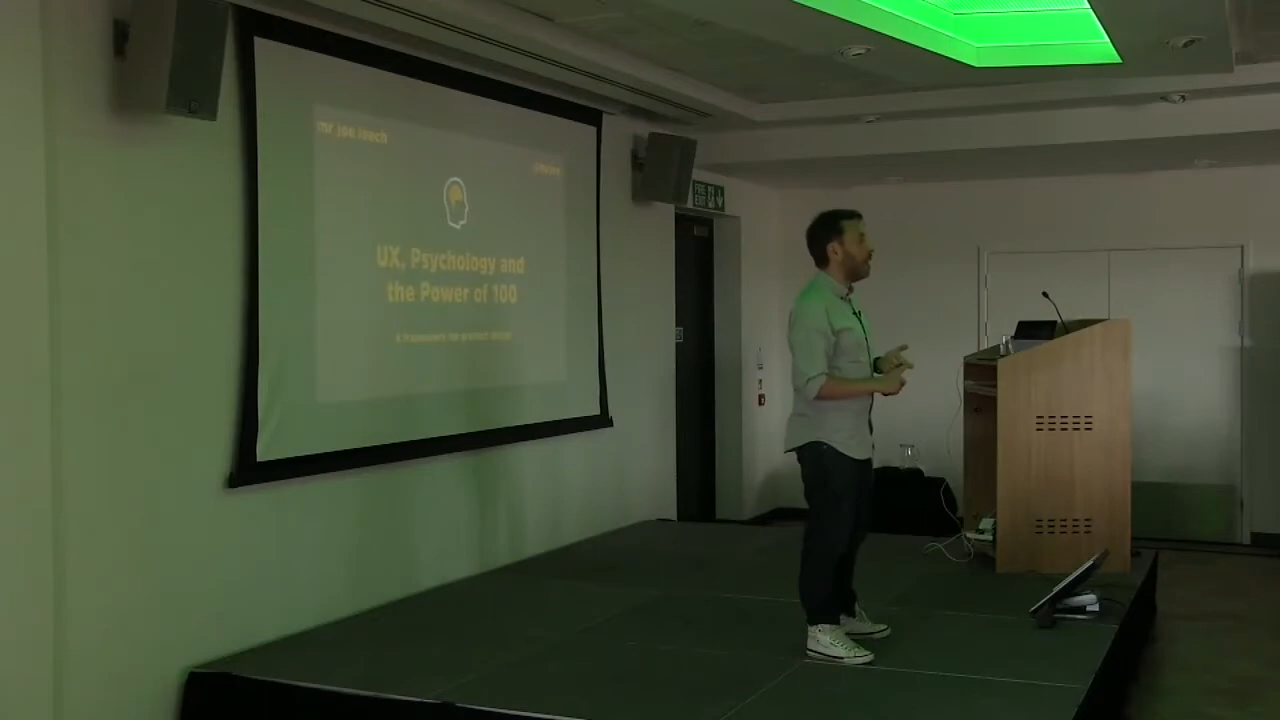 mr joe leech
UX, Psychology and
the Power of 100
FIRE
EXIT